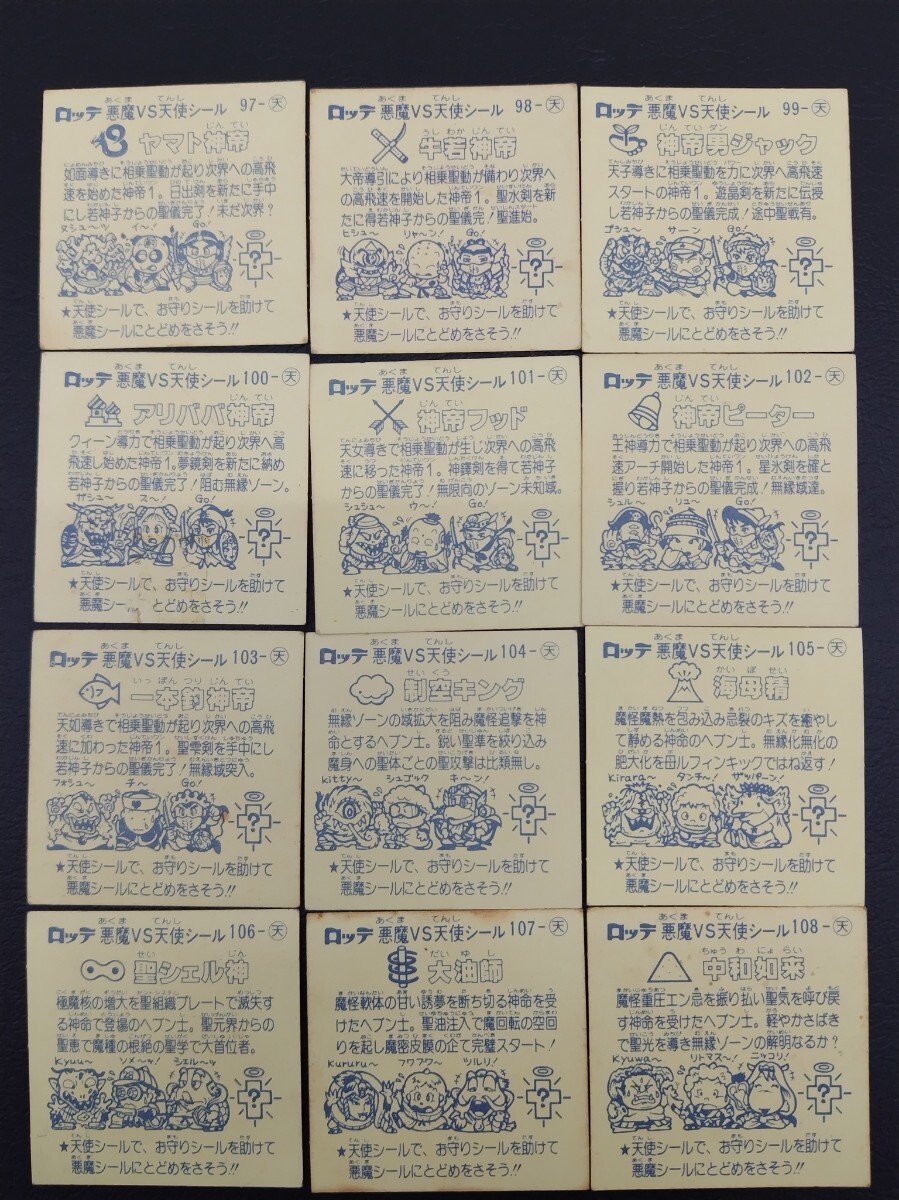 ロッテ 悪魔VS天使シール 97-天
ヤマト神帝
如面導きに相乗聖動が起り次界への高飛
速を始めた神帝1。日出剣を新たに手中
にし若神子からの聖儀完了！未だ次界？
ヌシュ〜ッ イ〜！ Go！
★天使シールで、お守りシールを助けて
悪魔シールにとどめをさそう!!
ロッテ 悪魔VS天使シール 98-天
牛若神帝
大帝導引により相乗聖動が備わり次界へ
の高飛速を開始した神帝1。聖水剣を新
たに得若神子からの聖儀完了！聖進始。
ヒシュ〜 リャ〜ン！ Go！
★天使シールで、お守りシールを助けて
悪魔シールにとどめをさそう!!
ロッテ 悪魔VS天使シール 99-天
神帝男ジャック
天子導きに相乗聖動を力に次界へ高飛速
スタートの神帝1。遊晶剣を新たに伝授
し若神子からの聖儀完成！途中聖戦有。
プシュ〜 サーン Go！
★天使シールで、お守りシールを助けて
悪魔シールにとどめをさそう!!
ロッテ 悪魔VS天使シール 100-天
アリババ神帝
クィーン導力で相乗聖動が起り次界へ高
飛速し始めた神帝1。夢鏡剣を新たに納め
若神子からの聖儀完了！阻む無縁ゾーン。
ザシュ〜 ス〜！ Go！
★天使シールで、お守りシールを助けて
悪魔シー とどめをさそう!!
ロッテ 悪魔VS天使シール 101-天
神帝フッド
天女導きで相乗聖動が生じ次界への高飛
速に移った神帝1。神鐸剣を得て若神子
からの聖儀完了！無限向のゾーン未知域。
シュシュ〜 ウ〜！ Go！
★天使シールで、お守りシールを助けて
悪魔シールにとどめをさそう!!
ロッテ 悪魔VS天使シール 102-天
神帝ピーター
王神導力で相乗聖動が起り次界への高飛
速アーチ開始した神帝1。星氷剣を確と
握り若神子からの聖儀完成！無縁域達。
シュル〜 リュ〜 Go！
★天使シールで、お守りシールを助けて
悪魔シールにとどめをさそう!!
ロッテ 悪魔VS天使シール 103-天
一本釣神帝
天如導きで相乗聖動が起り次界への高飛
速に加わった神帝1。聖雫剣を手中にし
若神子からの聖儀完了！無縁域突入。
フォシュ〜 チ〜 Go！
★天使シールで、お守りシールを助けて
悪魔シールにとどめをさそう!!
ロッテ 悪魔VS天使シール 104-天
制空キング
無縁ゾーンの域拡大を阻み魔怪追撃を神
命とするヘブン士。鋭い聖準を絞り込み
魔身への聖体ごとの聖攻撃は比類無し。
kitty〜 シュゴック キ〜ン！
★天使シールで、お守りシールを助けて
悪魔シールにとどめをさそう!!
ロッテ 悪魔VS天使シール 105-天
海母精
魔怪魔熱を包み込み忌裂のキズを癒やし
て静める神命のヘブン士。無縁化無化の
肥大化を母ルフィンキックではね返す！
Kirara〜 タンチ〜！ ザッパーン！
★天使シールで、お守りシールを助けて
悪魔シールにとどめをさそう!!
ロッテ 悪魔VS天使シール 106-天
聖シェル神
極魔核の増大を聖組織プレートで滅失す
る神命で登場のヘブン士。聖元界からの
聖恵で魔種の根絶の聖学で大首位者。
Kyuu〜 ソメ〜ッ！ シェル〜ッ
★天使シールで、お守りシールを助けて
悪魔シールにとどめをさそう!!
ロッテ 悪魔VS天使シール 107-天
大油師
魔怪軟体の甘い誘夢を断ち切る神命を受
けたヘブン士。聖油注入で魔回転の空回
りを起し魔密皮膜の企て完璧スタート！
Kururu〜 フワフワ〜 ツルリ！
★天使シールで、お守りシールを助けて
悪魔シールにとどめをさそう!!
ロッテ 悪魔VS天使シール 108-天
中和如来
魔怪重圧エン忌を振り払い聖気を呼び戻
す神命を受けたヘブン士。軽やかさばき
で聖光を導き無縁ゾーンの解明なるか？
Kyuwa〜 リトマス〜！ ニャコリ！
★天使シールで、お守りシールを助けて
悪魔シールにとどめをさそう!!